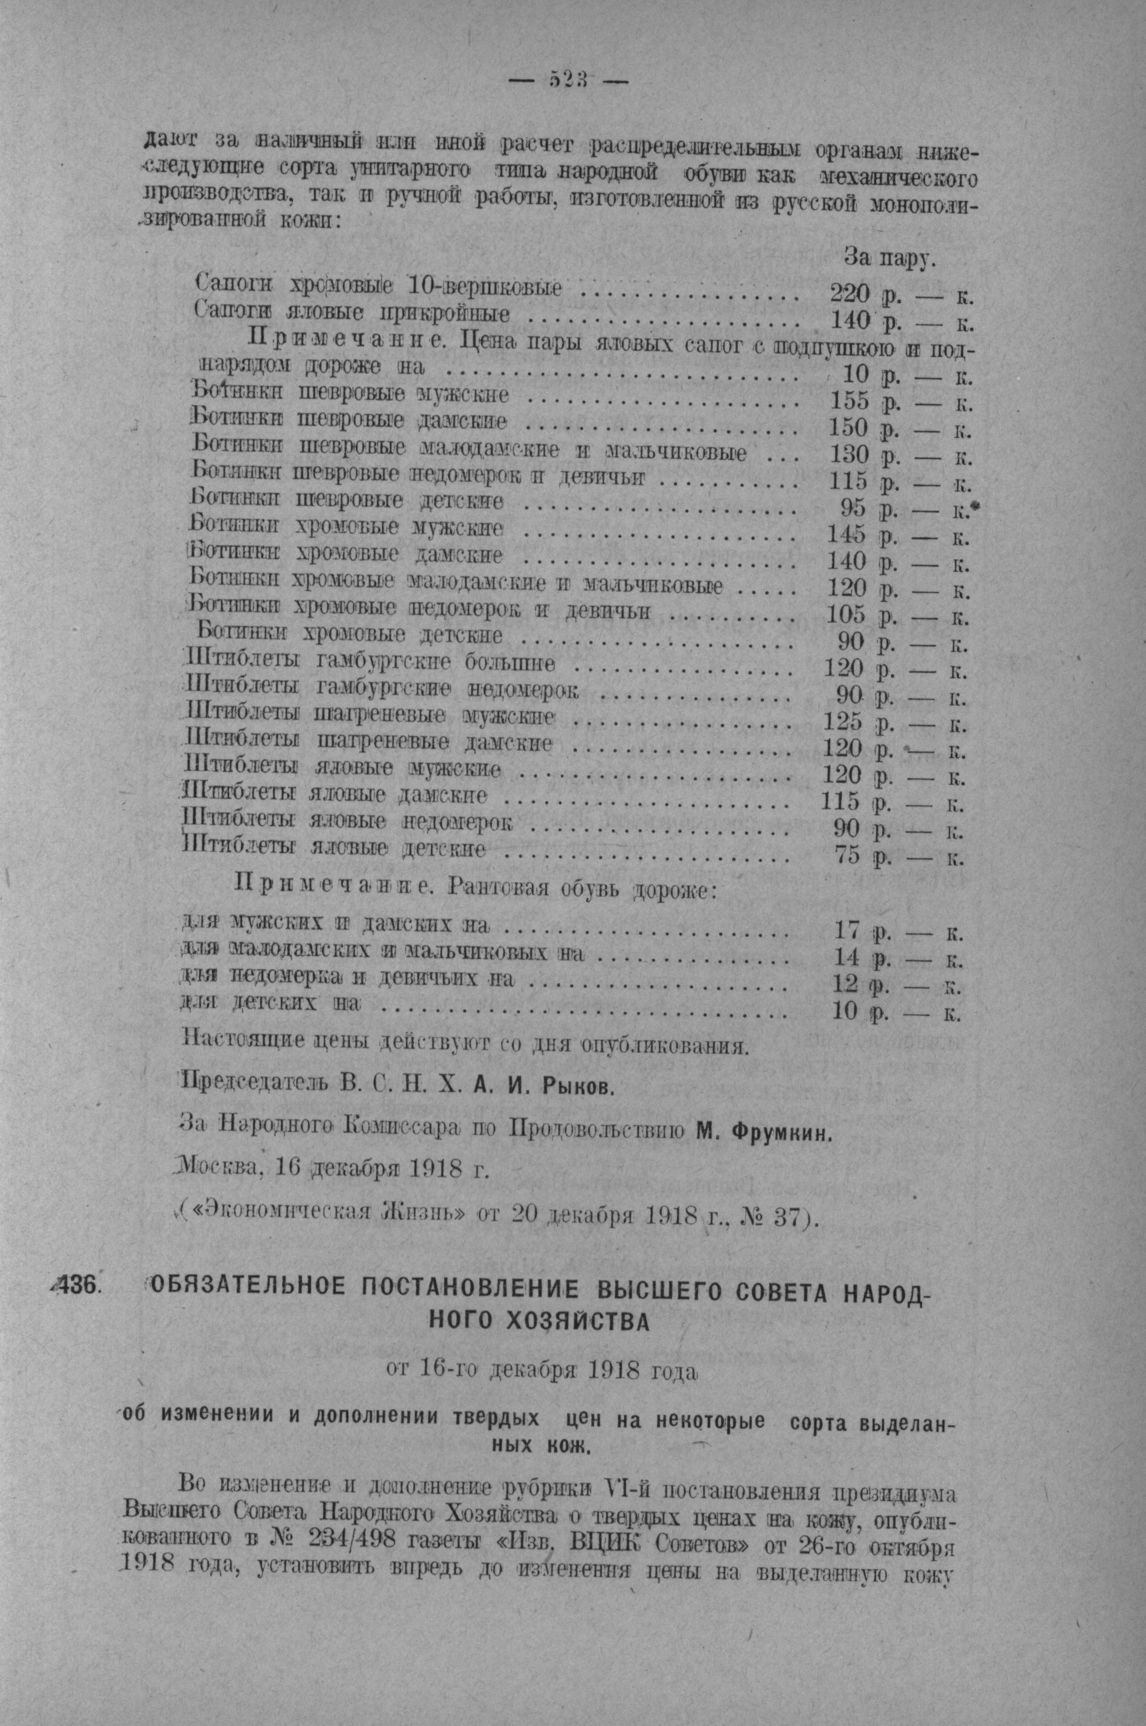 — 523 —
дают за наличный или иной расчет распределительным органам ниже-
следующие сорта унитарного типа народной обуви как механического
производства, так и ручной работы, изготовленной из русской монополи-
зированной кожи:
За пару.
Сапоги хромовые 10-вершковые . . . . . . . . . . . . . . 220 р. — к.
Сапоги яловые прикройные . . . . . . . . . . . . . . . . . . 140 р. — к.
Примечание. Цена пары яловых сапог с подпушкою и под-
нарядом дороже на . . . . . . . . . . . . . . . . . . . . . . 10 р. — к.
Ботинки шевровые мужские . . . . . . . . . . . . . . . . . . 155 р. — к.
Ботинки шевровые дамские . . . . . . . . . . . . . . . . . . 150 р. — к.
Ботинки шевровые малодамские и мальчиковые . . . 130 р. — к.
Ботинки шевровые недомерок и девичьи . . . . . . . . . . 115 р. — к.
Ботинки шевровые детские . . . . . . . . . . . . . . . . . . 95 р. — к.
Ботинки хромовые мужские . . . . . . . . . . . . . . . . . . 145 р. — к.
Ботинки хромовые дамские . . . . . . . . . . . . . . . . . . 140 р. — к.
Ботинки хромовые малодамские и мальчиковые . . . . . 120 р. — к.
Ботинки хромовые недомерок и девичьи . . . . . . . . . 105 р. — к.
Ботинки хромовые детские . . . . . . . . . . . . . . . . . . 90 р. — к.
Штиблеты гамбургские большие . . . . . . . . . . . . . . 120 р. — к.
Штиблеты гамбургские недомерок . . . . . . . . . . . . . 90 р. — к.
Штиблеты шагреневые мужские . . . . . . . . . . . . . . 125 р. — к.
Штиблеты шагреневые дамские . . . . . . . . . . . . . . 120 р. — к.
Штиблеты яловые мужские . . . . . . . . . . . . . . . . . . 120 р. — к.
Штиблеты яловые дамские . . . . . . . . . . . . . . . . . . 115 р. — к.
Штиблеты яловые недомерок . . . . . . . . . . . . . . . . . 90 р. — к.
Штиблеты яловые детские . . . . . . . . . . . . . . . . . . 75 р. — к.
Примечание. Рантовая обувь дороже:
для мужских и дамских на . . . . . . . . . . . . . . . . . . 17 р. — к.
для малодамских и мальчиковых на . . . . . . . . . . . . 14 р. — к.
для недомерка и девичьих на . . . . . . . . . . . . . . . . 12 р. — к.
для детских на . . . . . . . . . . . . . . . . . . . . . . . . . 10 р. — к.
Настоящие цены действуют со дня опубликования.
Председатель В. С. Н. Х. А. И. Рыков.
За Народного Комиссара по Продовольствию М. Фрумкин.
Москва, 16 декабря 1918 г.
(«Экономическая Жизнь» от 20 декабря 1918 г., № 37).
436. ОБЯЗАТЕЛЬНОЕ ПОСТАНОВЛЕНИЕ ВЫСШЕГО СОВЕТА НАРОД-
НОГО ХОЗЯЙСТВА
от 16-го декабря 1918 года
об изменении и дополнении твердых цен на некоторые сорта выделан-
ных кож.
Во изменение и дополнение рубрики VI-й постановления президиума
Высшего Совета Народного Хозяйства о твердых ценах на кожу, опубли-
кованного в № 234/498 газеты «Изв. ВЦИК Советов» от 26-го октября
1918 года, установить впредь до изменения цены на выделанную кожу